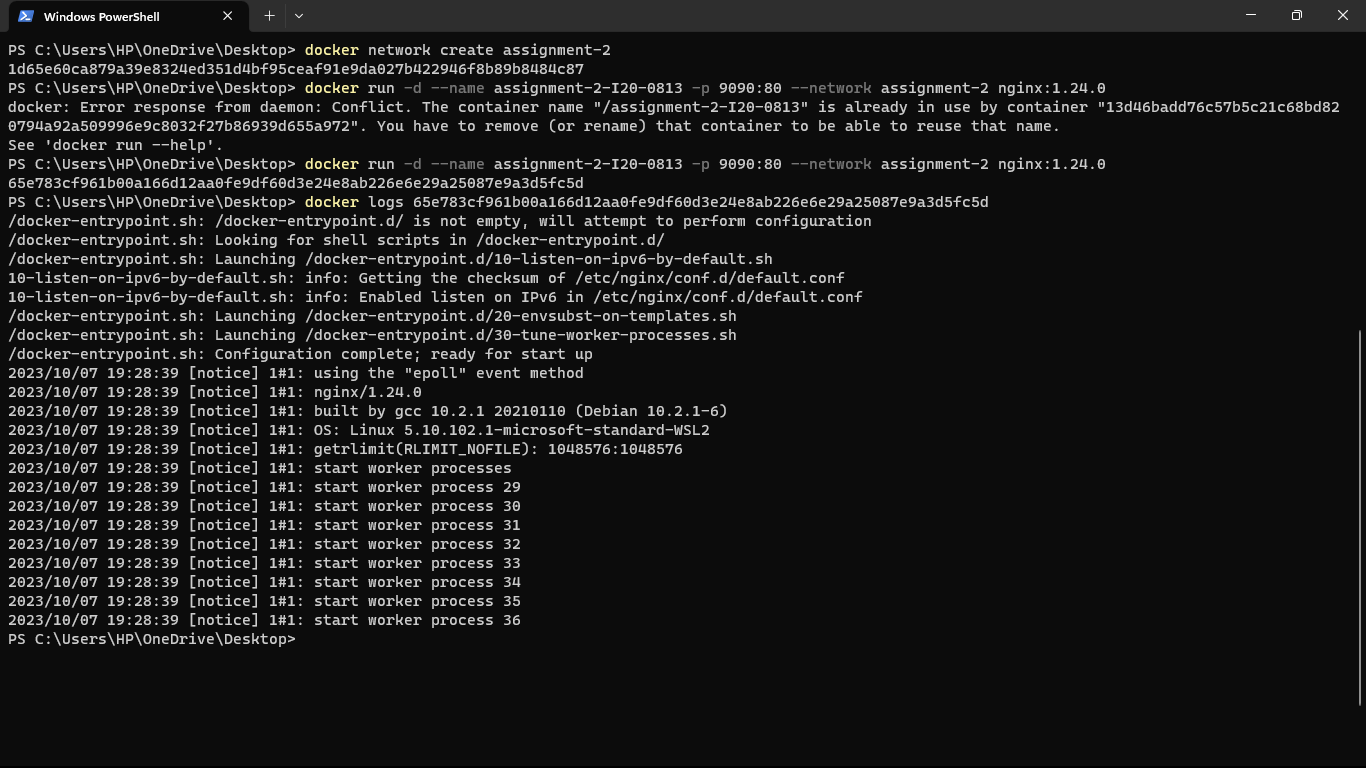 Windows PowerShell
PS C:\Users\HP\OneDrive\Desktop> docker network create assignment-2
1d65e60ca879a39e8324ed351d4bf95ceaf91e9da027b422946f8b89b8484c87
PS C:\Users\HP\OneDrive\Desktop> docker run -d --name assignment-2-I20-0813 -p 9090:80 --network assignment-2 nginx:1.24.0
docker: Error response from daemon: Conflict. The container name "/assignment-2-I20-0813" is already in use by container "13d46badd76c57b5c21c68bd82
0794a92a509996e9c8032f27b86939d655a972". You have to remove (or rename) that container to be able to reuse that name.
See 'docker run --help'.
PS C:\Users\HP\OneDrive\Desktop> docker run -d --name assignment-2-I20-0813 -p 9090:80 --network assignment-2 nginx:1.24.0
65e783cf961b00a166d12aa0fe9df60d3e24e8ab226e6e29a25087e9a3d5fc5d
PS C:\Users\HP\OneDrive\Desktop> docker logs 65e783cf961b00a166d12aa0fe9df60d3e24e8ab226e6e29a25087e9a3d5fc5d
/docker-entrypoint.sh: /docker-entrypoint.d/ is not empty, will attempt to perform configuration
/docker-entrypoint.sh: Looking for shell scripts in /docker-entrypoint.d/
/docker-entrypoint.sh: Launching /docker-entrypoint.d/10-listen-on-ipv6-by-default.sh
10-listen-on-ipv6-by-default.sh: info: Getting the checksum of /etc/nginx/conf.d/default.conf
10-listen-on-ipv6-by-default.sh: info: Enabled listen on IPv6 in /etc/nginx/conf.d/default.conf
/docker-entrypoint.sh: Launching /docker-entrypoint.d/20-envsubst-on-templates.sh
/docker-entrypoint.sh: Launching /docker-entrypoint.d/30-tune-worker-processes.sh
/docker-entrypoint.sh: Configuration complete; ready for start up
2023/10/07 19:28:39 [notice] 1#1: using the "epoll" event method
2023/10/07 19:28:39 [notice] 1#1: nginx/1.24.0
2023/10/07 19:28:39 [notice] 1#1: built by gcc 10.2.1 20210110 (Debian 10.2.1-6)
2023/10/07 19:28:39 [notice] 1#1: OS: Linux 5.10.102.1-microsoft-standard-WSL2
2023/10/07 19:28:39 [notice] 1#1: getrlimit(RLIMIT_NOFILE): 1048576:1048576
2023/10/07 19:28:39 [notice] 1#1: start worker processes
2023/10/07 19:28:39 [notice] 1#1: start worker process 29
2023/10/07 19:28:39 [notice] 1#1: start worker process 30
2023/10/07 19:28:39 [notice] 1#1: start worker process 31
2023/10/07 19:28:39 [notice] 1#1: start worker process 32
2023/10/07 19:28:39 [notice] 1#1: start worker process 33
2023/10/07 19:28:39 [notice] 1#1: start worker process 34
2023/10/07 19:28:39 [notice] 1#1: start worker process 35
2023/10/07 19:28:39 [notice] 1#1: start worker process 36
PS C:\Users\HP\OneDrive\Desktop>